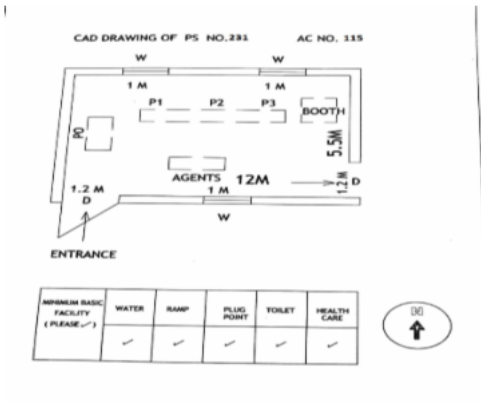 CAD DRAWING OF PS NO.231 AC NO. 115
W W
1 M 1 M
P1 P2 P3
BOOTH
PO
5.5M
AGENTS 12M
1.2 M 1 M 1.2 M D
D
W
ENTRANCE
MINIMUM BASIC FACILITY (PLEASE ✓) WATER RAMP PLUG POINT TOILET HEALTH CARE
✓ ✓ ✓ ✓ ✓
N